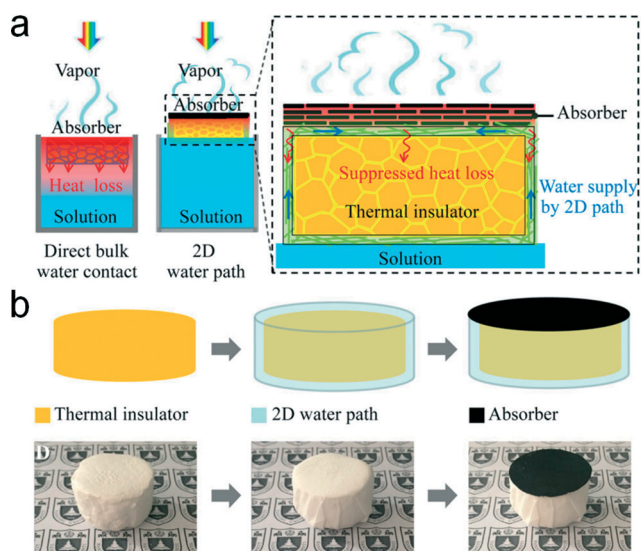 a
Vapor
Absorber
Heat loss
Solution
Direct bulk
water contact
Vapor
Absorber
Solution
2D
water path
Absorber
Suppressed heat loss
Thermal insulator
Water supply
by 2D path
Solution
b
Thermal insulator
2D water path
Absorber
D